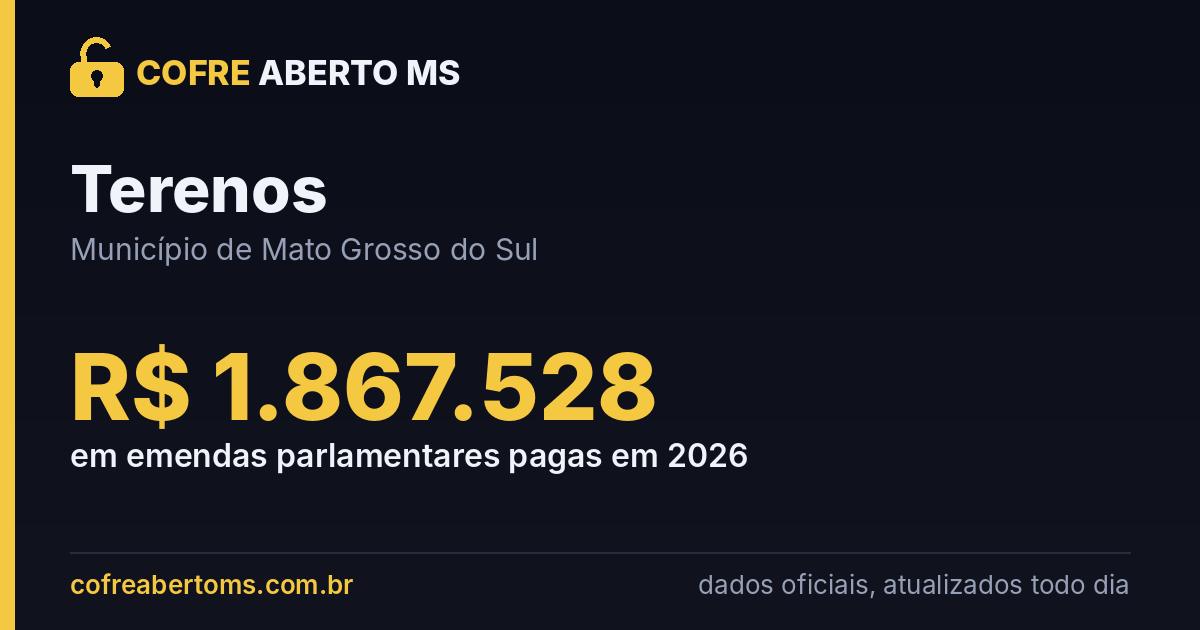 COFRE ABERTO MS
Terenos
Município de Mato Grosso do Sul
R$ 1.867.528
em emendas parlamentares pagas em 2026
cofreabertoms.com.br
dados oficiais, atualizados todo dia